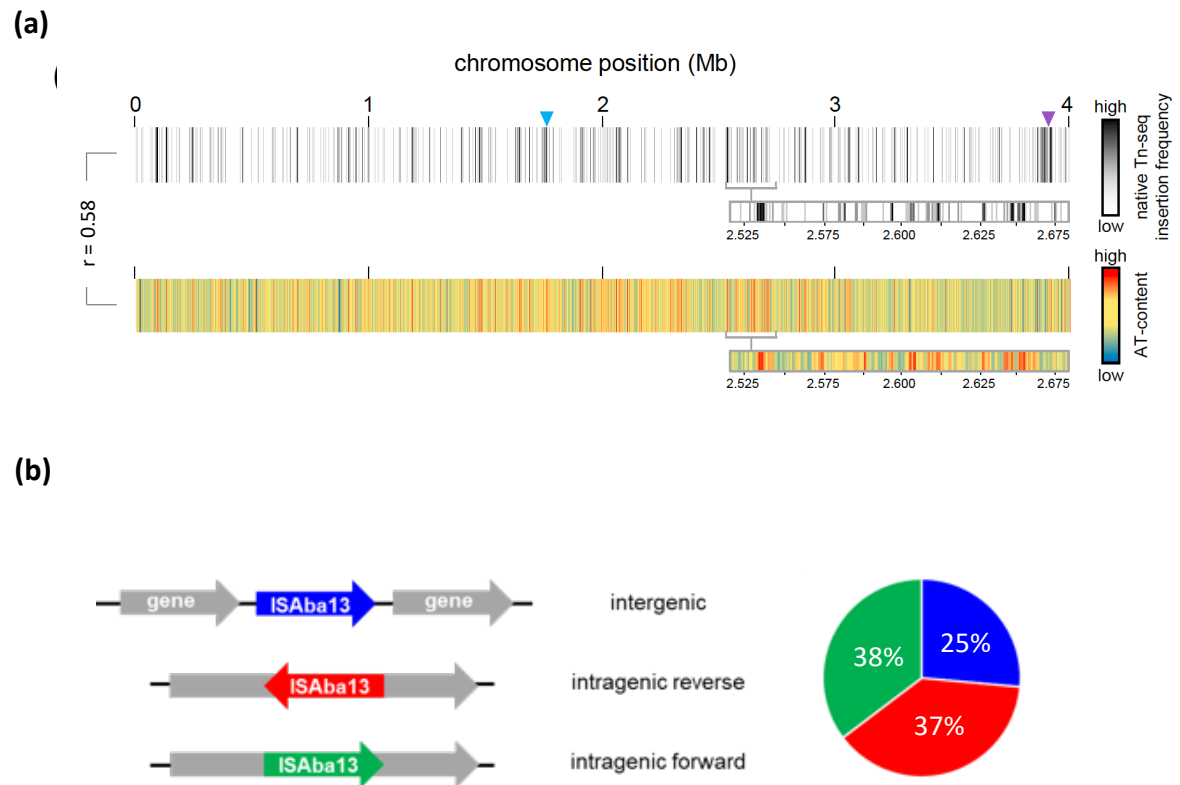 (a)
chromosome position (Mb)
0 1 2 3 4
high
native Tn-seq
insertion frequency
low
2.525 2.575 2.600 2.625 2.675
r = 0.58
high
AT-content
low
2.525 2.575 2.600 2.625 2.675
(b)
gene ISAba13 gene intergenic
ISAba13 intragenic reverse
ISAba13 intragenic forward
38% 25%
37%